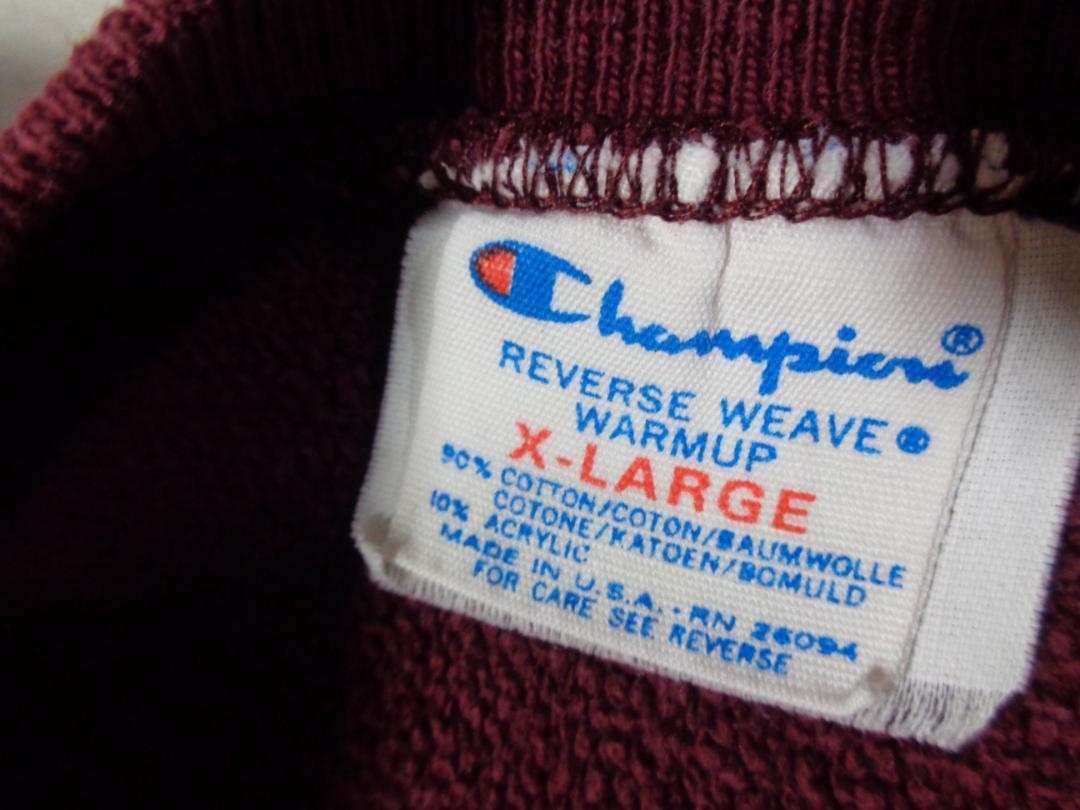 Champion®
REVERSE WEAVE®
WARMUP
X-LARGE
90% COTTON/COTON/BAUMWOLLE
COTONE/KATOEN/BOMULD
10% ACRYLIC
MADE IN U.S.A. - RN 26094
FOR CARE SEE REVERSE